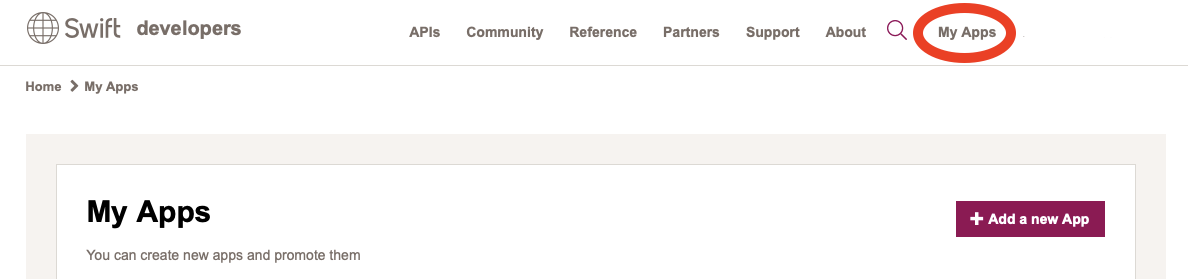 Swift developers
APIs Community Reference Partners Support About My Apps
Home My Apps
My Apps
+ Add a new App
You can create new apps and promote them